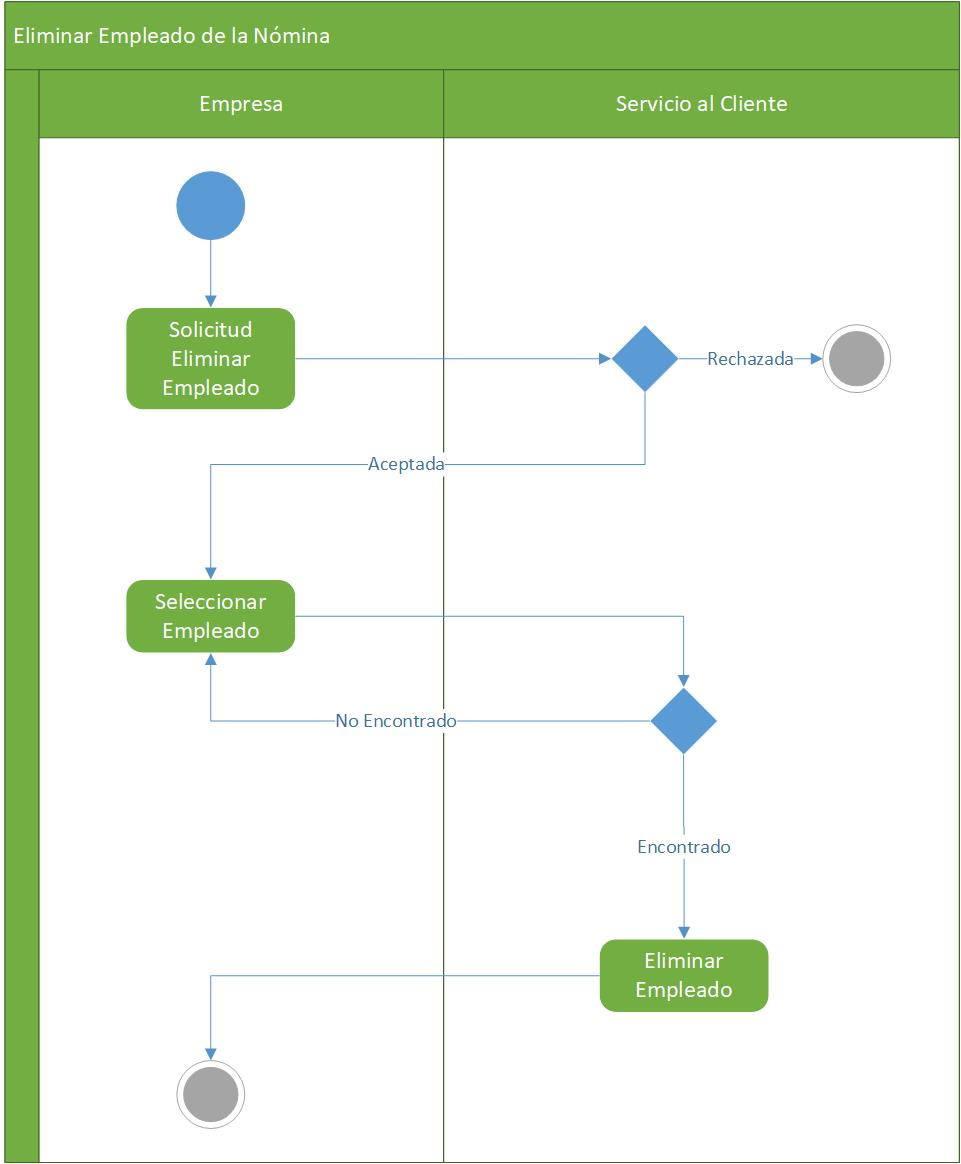 Eliminar Empleado de la Nómina
Empresa
Servicio al Cliente
Solicitud
Eliminar
Empleado
Rechazada
Aceptada
Seleccionar
Empleado
No Encontrado
Encontrado
Eliminar
Empleado